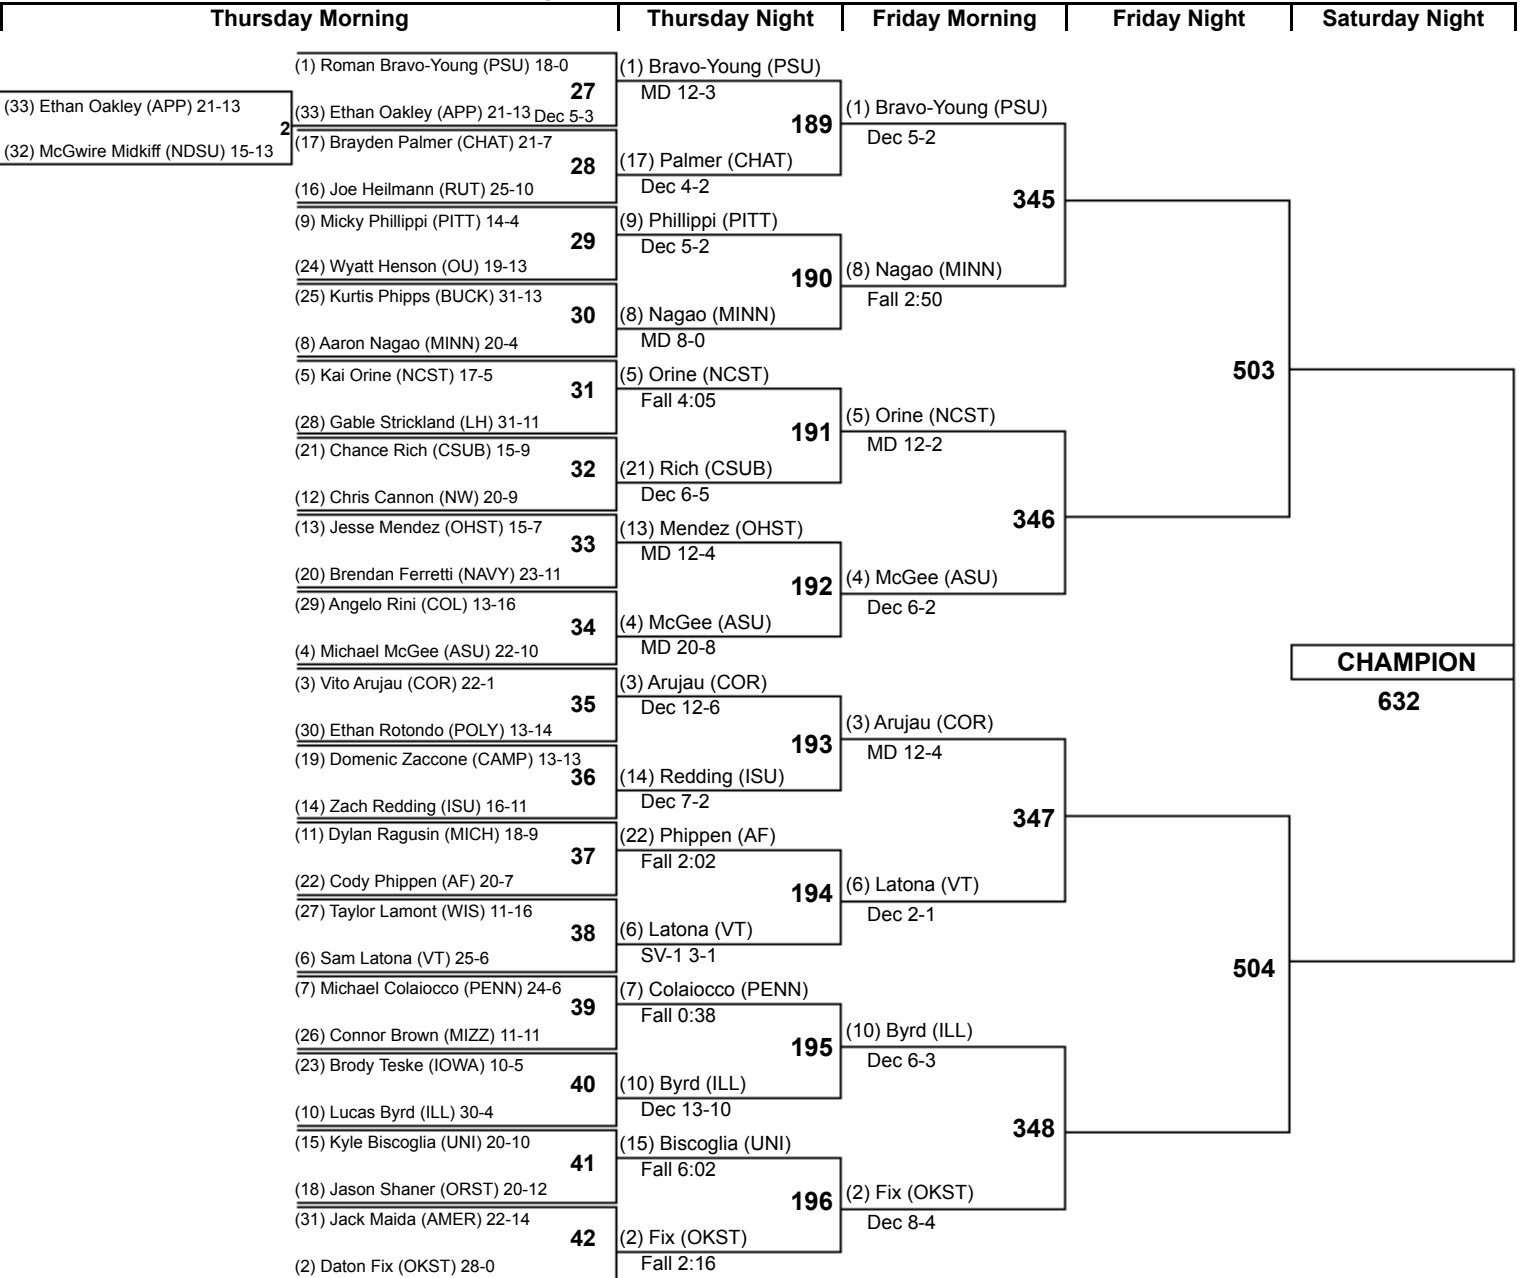 Thursday Morning
Thursday Night
Friday Morning
Friday Night
Saturday Night
(33) Ethan Oakley (APP) 21-13
2
(32) McGwire Midkiff (NDSU) 15-13
(1) Roman Bravo-Young (PSU) 18-0
27
(33) Ethan Oakley (APP) 21-13 Dec 5-3
(17) Brayden Palmer (CHAT) 21-7
28
(16) Joe Heilmann (RUT) 25-10
(9) Micky Phillippi (PITT) 14-4
29
(24) Wyatt Henson (OU) 19-13
(25) Kurtis Phipps (BUCK) 31-13
30
(8) Aaron Nagao (MINN) 20-4
(5) Kai Orine (NCST) 17-5
31
(28) Gable Strickland (LH) 31-11
(21) Chance Rich (CSUB) 15-9
32
(12) Chris Cannon (NW) 20-9
(13) Jesse Mendez (OHST) 15-7
33
(20) Brendan Ferretti (NAVY) 23-11
(29) Angelo Rini (COL) 13-16
34
(4) Michael McGee (ASU) 22-10
(3) Vito Arujau (COR) 22-1
35
(30) Ethan Rotondo (POLY) 13-14
(19) Domenic Zaccone (CAMP) 13-13
36
(14) Zach Redding (ISU) 16-11
(11) Dylan Ragusin (MICH) 18-9
37
(22) Cody Phippen (AF) 20-7
(27) Taylor Lamont (WIS) 11-16
38
(6) Sam Latona (VT) 25-6
(7) Michael Colaiocco (PENN) 24-6
39
(26) Connor Brown (MIZZ) 11-11
(23) Brody Teske (IOWA) 10-5
40
(10) Lucas Byrd (ILL) 30-4
(15) Kyle Biscoglia (UNI) 20-10
41
(18) Jason Shaner (ORST) 20-12
(31) Jack Maida (AMER) 22-14
42
(2) Daton Fix (OKST) 28-0
(1) Bravo-Young (PSU)
MD 12-3
189
(17) Palmer (CHAT)
Dec 4-2
(9) Phillippi (PITT)
Dec 5-2
190
(8) Nagao (MINN)
MD 8-0
(5) Orine (NCST)
Fall 4:05
191
(21) Rich (CSUB)
Dec 6-5
(13) Mendez (OHST)
MD 12-4
192
(4) McGee (ASU)
MD 20-8
(3) Arujau (COR)
Dec 12-6
193
(14) Redding (ISU)
Dec 7-2
(22) Phippen (AF)
Fall 2:02
194
(6) Latona (VT)
SV-1 3-1
(7) Colaiocco (PENN)
Fall 0:38
195
(10) Byrd (ILL)
Dec 13-10
(15) Biscoglia (UNI)
Fall 6:02
196
(2) Fix (OKST)
Fall 2:16
(1) Bravo-Young (PSU)
Dec 5-2
345
(8) Nagao (MINN)
Fall 2:50
(5) Orine (NCST)
MD 12-2
346
(4) McGee (ASU)
Dec 6-2
(3) Arujau (COR)
MD 12-4
347
(6) Latona (VT)
Dec 2-1
(10) Byrd (ILL)
Dec 6-3
348
(2) Fix (OKST)
Dec 8-4
503
504
CHAMPION
632